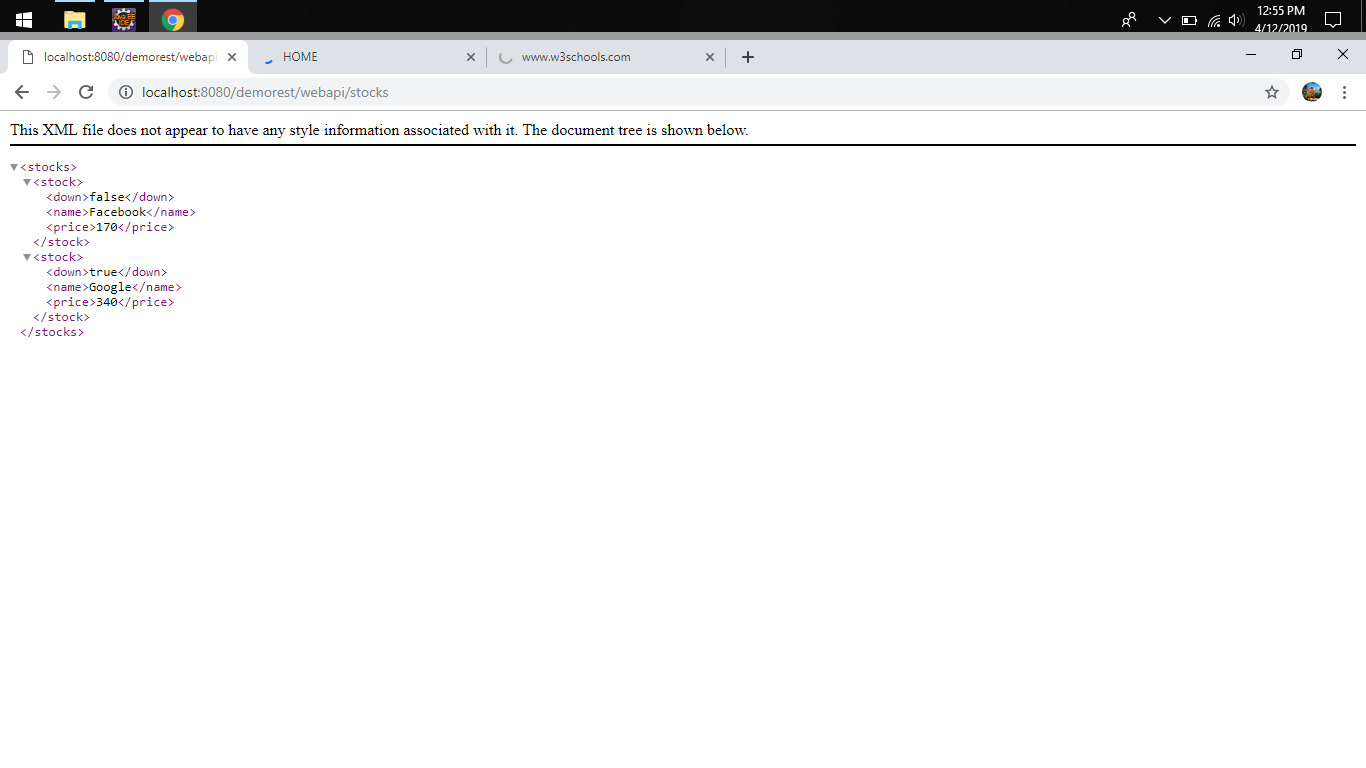 12:55 PM
4/12/2019
localhost:8080/demorest/webapi
HOME
www.w3schools.com
localhost:8080/demorest/webapi/stocks
This XML file does not appear to have any style information associated with it. The document tree is shown below.
<stocks>
<stock>
<down>false</down>
<name>Facebook</name>
<price>170</price>
</stock>
<stock>
<down>true</down>
<name>Google</name>
<price>340</price>
</stock>
</stocks>